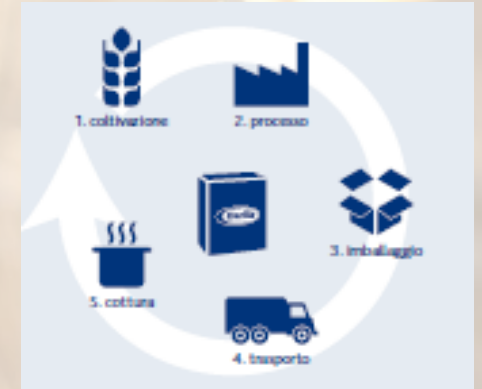 1. coltivazione
2. processo
3. imballaggio
4. trasporto
5. cottura